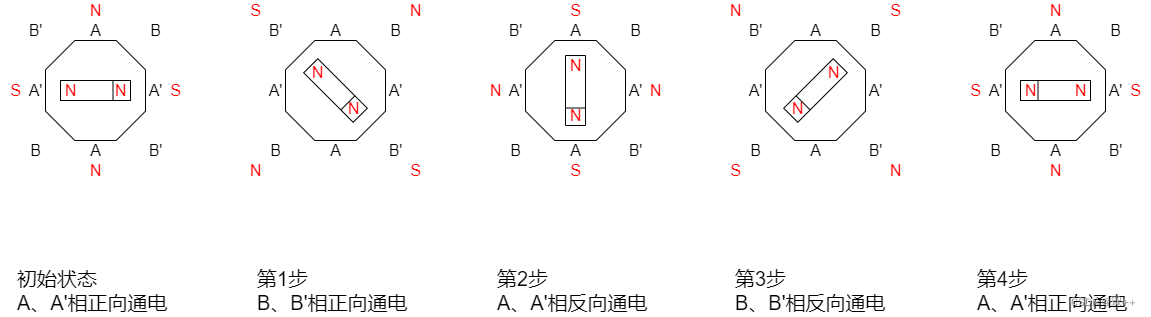 N
B' A B
S A' N N A' S
B A B'
N
初始状态
A、A'相正向通电
S N
B' A B
N
A' A'
N
B A B'
N S
第1步
B、B'相正向通电
S
B' A B
N
N A' A' N
N
B A B'
S
第2步
A、A'相反向通电
N S
B' A B
N
A' A'
N
B A B'
S N
第3步
B、B'相反向通电
N
B' A B
S A' N N A' S
B A B'
N
第4步
A、A'相正向通电